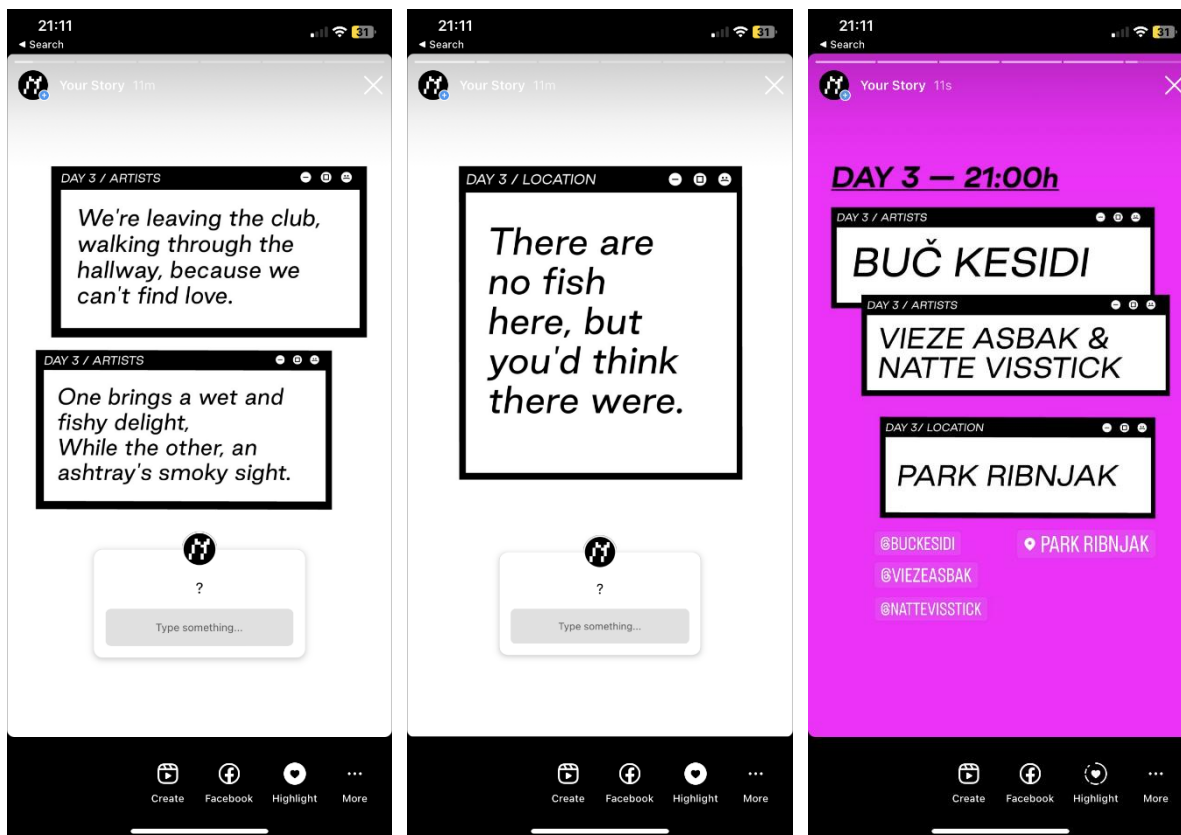 21:11
31
◄ Search
Your Story 11m
DAY 3 / ARTISTS
We're leaving the club,
walking through the
hallway, because we
can't find love.
DAY 3 / ARTISTS
One brings a wet and
fishy delight,
While the other, an
ashtray's smoky sight.
?
Type something...
Create
Facebook
Highlight
More
21:11
31
◄ Search
Your Story 11m
DAY 3 / LOCATION
There are
no fish
here, but
you'd think
there were.
?
Type something...
Create
Facebook
Highlight
More
21:11
31
◄ Search
Your Story 11s
DAY 3 — 21:00h
DAY 3 / ARTISTS
BUČ KESIDI
DAY 3 / ARTISTS
VIEZE ASBAK &
NATTE VISSTICK
DAY 3/ LOCATION
PARK RIBNJAK
@BUCKESIDI
PARK RIBNJAK
@VIEZEASBAK
@NATTEVISSTICK
Create
Facebook
Highlight
More